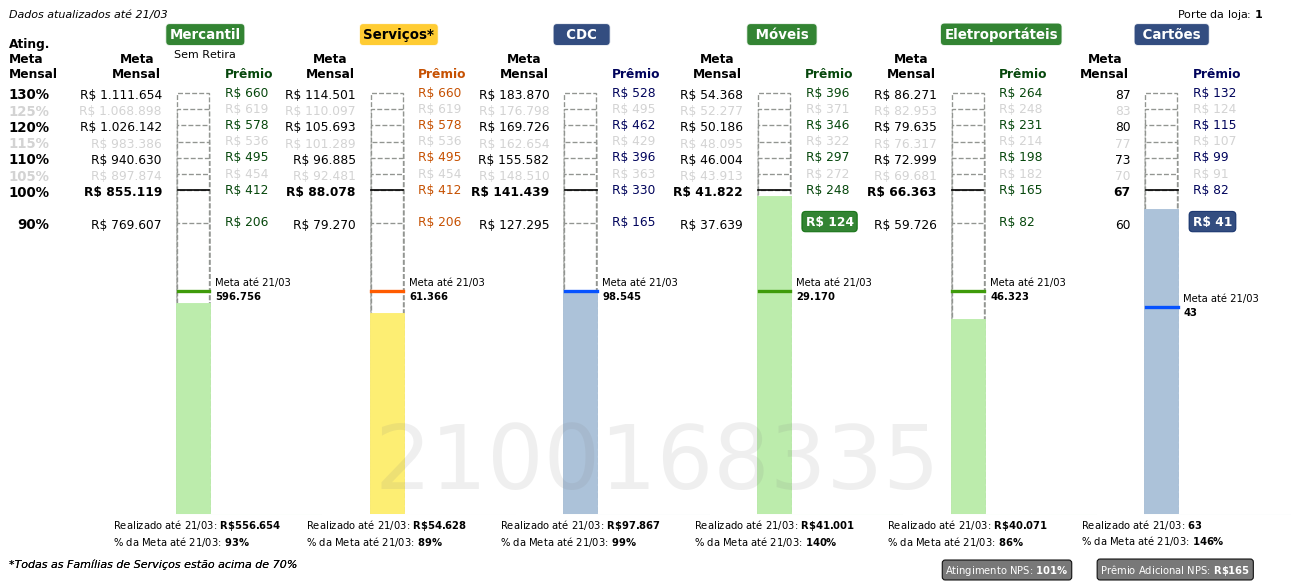 Dados atualizados até 21/03 Porte da loja: 1
Mercantil Serviços* CDC Móveis Eletroportáteis Cartões
Sem Retira
Ating. Meta Mensal Meta Mensal Prêmio Meta Mensal Prêmio Meta Mensal Prêmio Meta Mensal Prêmio Meta Mensal Prêmio Meta Mensal Prêmio
130% R$ 1.111.654 R$ 660 R$ 114.501 R$ 660 R$ 183.870 R$ 528 R$ 54.368 R$ 396 R$ 86.271 R$ 264 87 R$ 132
125% R$ 1.068.898 R$ 619 R$ 110.097 R$ 619 R$ 176.798 R$ 495 R$ 52.277 R$ 371 R$ 82.953 R$ 248 83 R$ 124
120% R$ 1.026.142 R$ 578 R$ 105.693 R$ 578 R$ 169.726 R$ 462 R$ 50.186 R$ 346 R$ 79.635 R$ 231 80 R$ 115
115% R$ 983.386 R$ 536 R$ 101.289 R$ 536 R$ 162.654 R$ 429 R$ 48.095 R$ 322 R$ 76.317 R$ 214 77 R$ 107
110% R$ 940.630 R$ 495 R$ 96.885 R$ 495 R$ 155.582 R$ 396 R$ 46.004 R$ 297 R$ 72.999 R$ 198 73 R$ 99
105% R$ 897.874 R$ 454 R$ 92.481 R$ 454 R$ 148.510 R$ 363 R$ 43.913 R$ 272 R$ 69.681 R$ 182 70 R$ 91
100% R$ 855.119 R$ 412 R$ 88.078 R$ 412 R$ 141.439 R$ 330 R$ 41.822 R$ 248 R$ 66.363 R$ 165 67 R$ 82
90% R$ 769.607 R$ 206 R$ 79.270 R$ 206 R$ 127.295 R$ 165 R$ 37.639 R$ 124 R$ 59.726 R$ 82 60 R$ 41
Meta até 21/03 Meta até 21/03 Meta até 21/03 Meta até 21/03 Meta até 21/03 Meta até 21/03
596.756 61.366 98.545 29.170 46.323 43
2100168335
Realizado até 21/03: R$556.654 Realizado até 21/03: R$54.628 Realizado até 21/03: R$97.867 Realizado até 21/03: R$41.001 Realizado até 21/03: R$40.071 Realizado até 21/03: 63
% da Meta até 21/03: 93% % da Meta até 21/03: 89% % da Meta até 21/03: 99% % da Meta até 21/03: 140% % da Meta até 21/03: 86% % da Meta até 21/03: 146%
*Todas as Famílias de Serviços estão acima de 70% Atingimento NPS: 101% Prêmio Adicional NPS: R$165